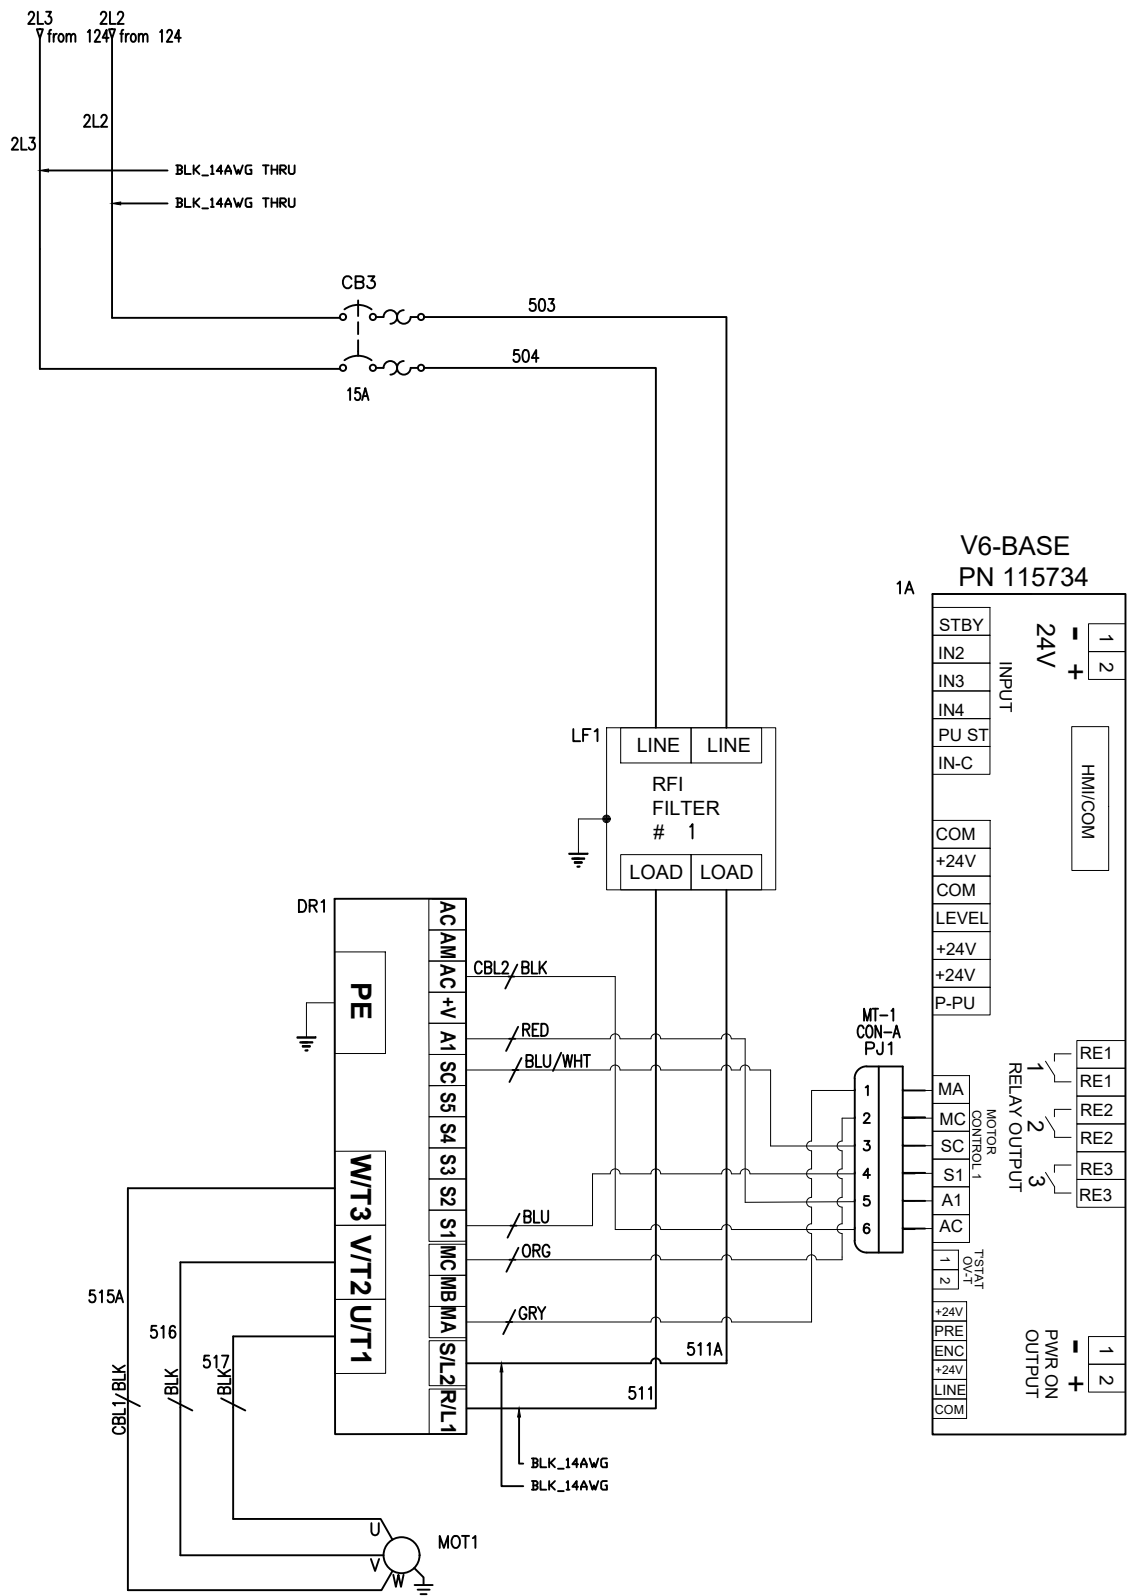 2L3
2L2
from 124
from 124
2L2
2L3
BLK_14AWG THRU
BLK_14AWG THRU
CB3
503
504
15A
V6-BASE
PN 115734
1A
STBY
IN2
IN3
IN4
PU ST
IN-C
INPUT
24V
- 1
+ 2
HMI/COM
LF1
LINE
LINE
RFI
FILTER
# 1
LOAD
LOAD
COM
+24V
COM
LEVEL
+24V
+24V
P-PU
DR1
PE
W/T3
V/T2
U/T1
AC
AM
AC
+V
A1
SC
S5
S4
S3
S2
S1
MC
MB
MA
S/L2
R/L1
CBL2/BLK
RED
BLU/WHT
BLU
ORG
GRY
511A
511
BLK_14AWG
BLK_14AWG
MT-1
CON-A
PJ1
1
2
3
4
5
6
MA
MC
SC
S1
A1
AC
MOTOR
CONTROL 1
RELAY OUTPUT
1
2
3
RE1
RE1
RE2
RE2
RE3
RE3
1
2
T'STAT
OV-T
+24V
PRE
ENC
+24V
LINE
COM
PWR ON
OUTPUT
- 1
+ 2
515A
516
517
CBL1/BLK
/BLK
/BLK
U
V
W
MOT1